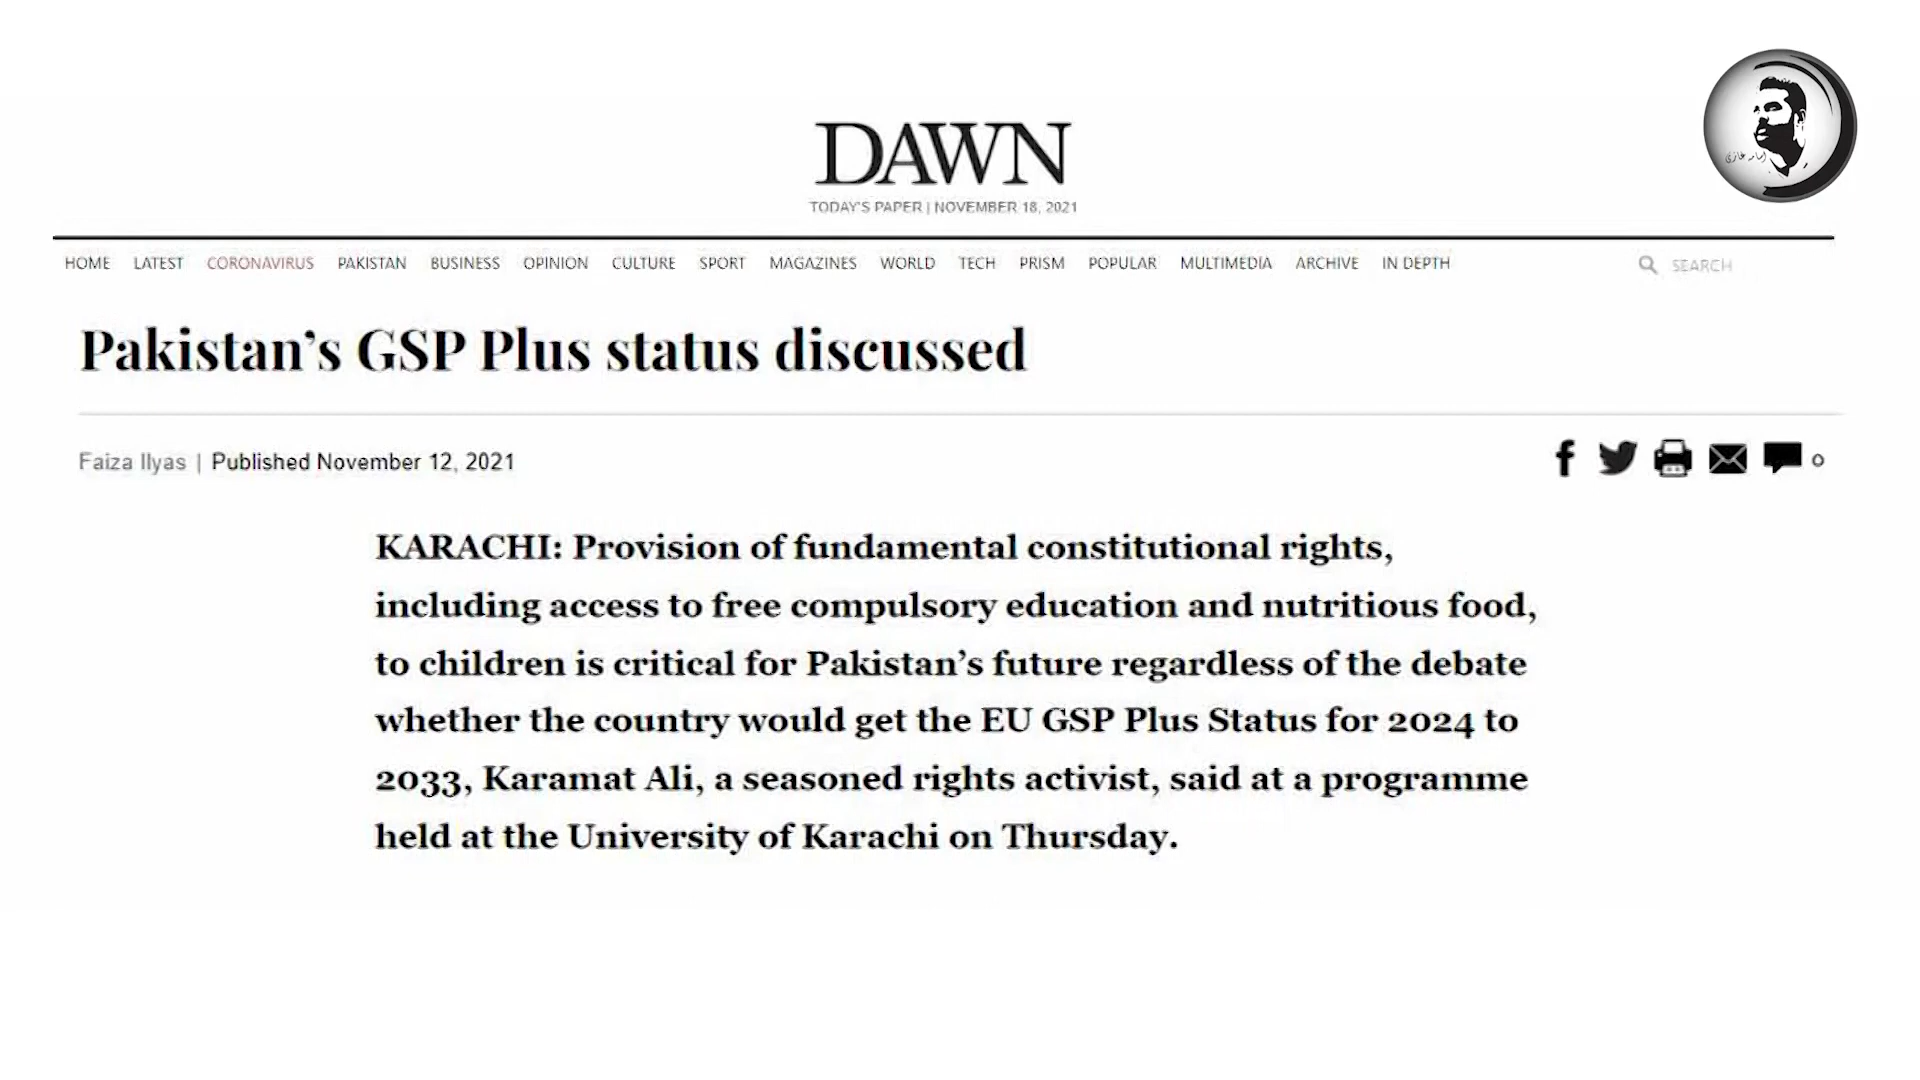 DAWN
TODAY'S PAPER | NOVEMBER 18, 2021
HOME LATEST CORONAVIRUS PAKISTAN BUSINESS OPINION CULTURE SPORT MAGAZINES WORLD TECH PRISM POPULAR MULTIMEDIA ARCHIVE IN DEPTH SEARCH
Pakistan’s GSP Plus status discussed
Faiza Ilyas | Published November 12, 2021
0
KARACHI: Provision of fundamental constitutional rights,
including access to free compulsory education and nutritious food,
to children is critical for Pakistan’s future regardless of the debate
whether the country would get the EU GSP Plus Status for 2024 to
2033, Karamat Ali, a seasoned rights activist, said at a programme
held at the University of Karachi on Thursday.